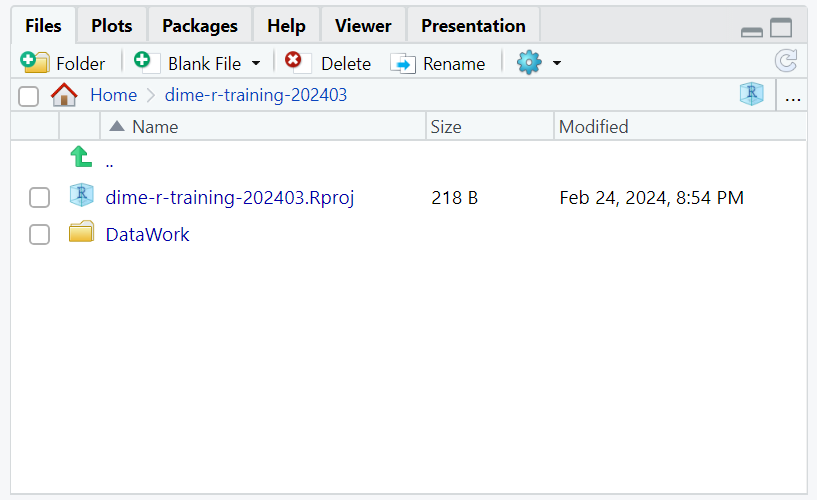 Files Plots Packages Help Viewer Presentation
Folder Blank File Delete Rename
Home dime-r-training-202403 R ...
Name Size Modified
..
R dime-r-training-202403.Rproj 218 B Feb 24, 2024, 8:54 PM
DataWork